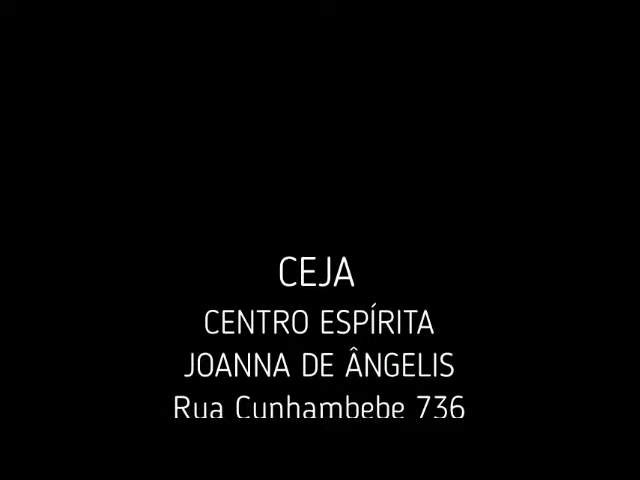 CEJA
CENTRO ESPÍRITA
JOANNA DE ÂNGELIS
Rua Cunhambebe 736